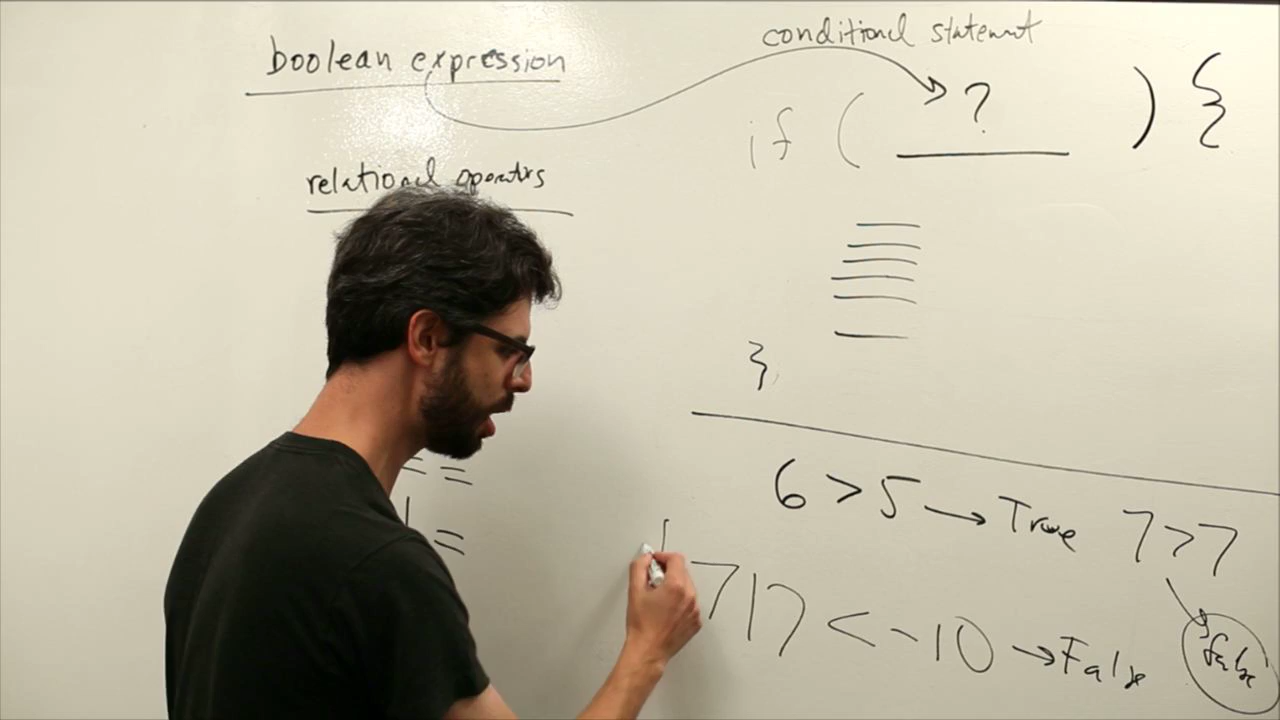 boolean expression
conditional statement
if ( ? ) {
relational operators
}
==
! =
6 > 5 → True
7 > 7
→ false
717 < -10 → False